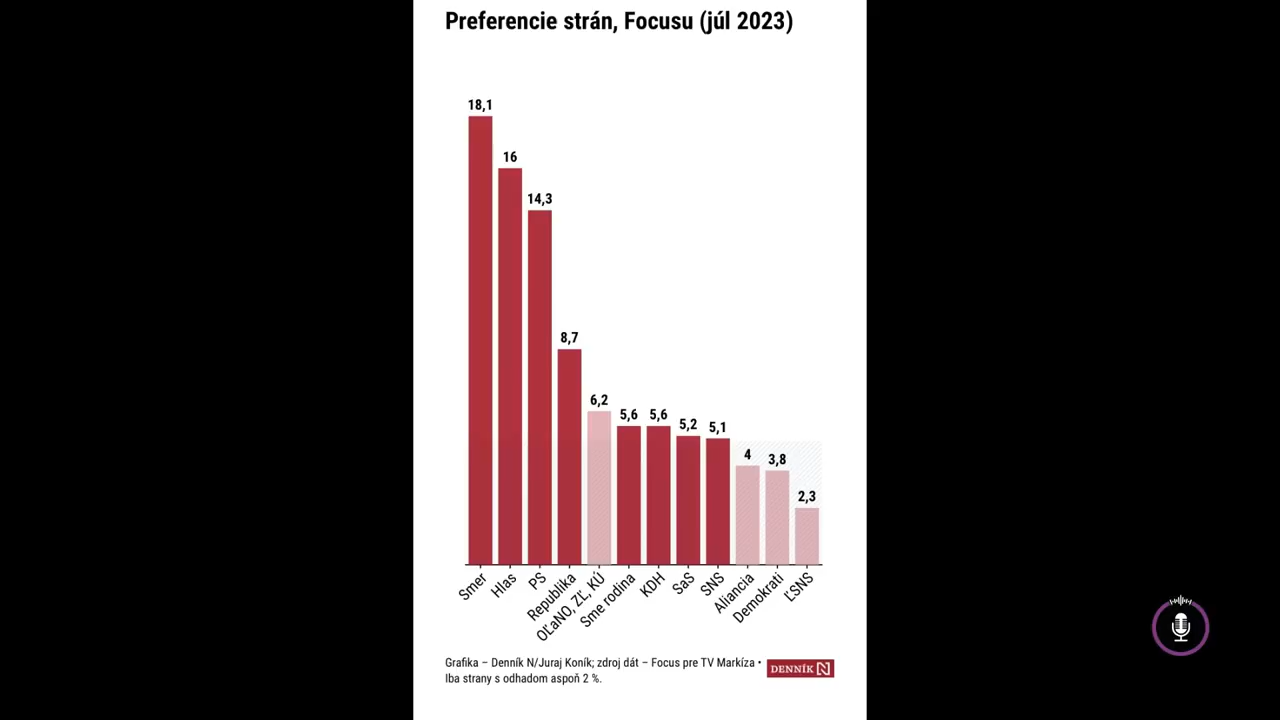 Preferencie strán, Focusu (júl 2023)
18,1
16
14,3
8,7
6,2
5,6
5,6
5,2
5,1
4
3,8
2,3
Smer
Hlas
PS
Republika
OĽaNO, ZĽ, KÚ
Sme rodina
KDH
SaS
SNS
Aliancia
Demokrati
ĽSNS
Grafika – Denník N/Juraj Koník; zdroj dát – Focus pre TV Markíza •
Iba strany s odhadom aspoň 2 %.
DENNÍK N